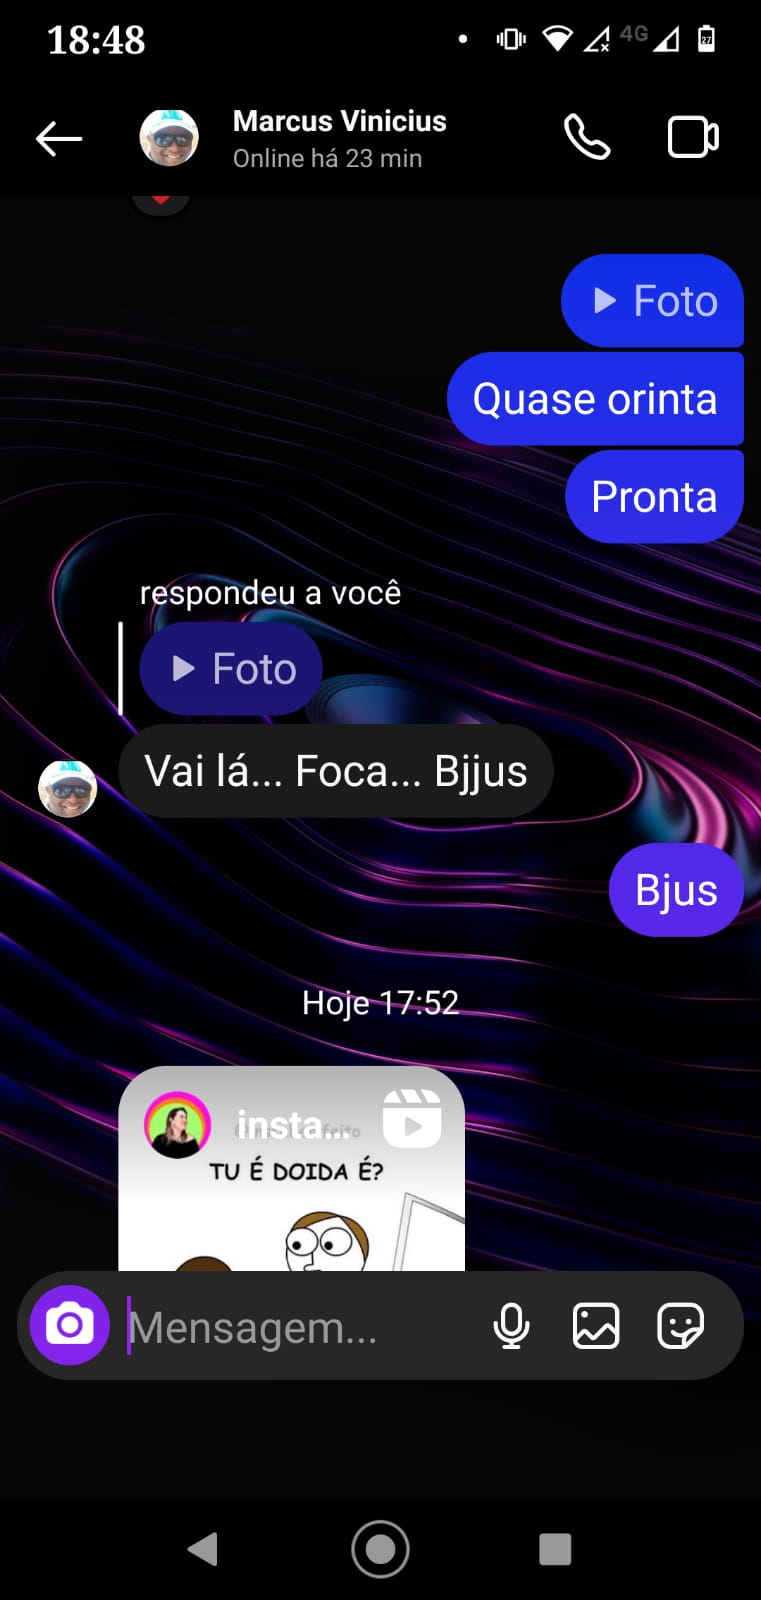 18:48
4G
27
Marcus Vinicius
Online há 23 min
Foto
Quase orinta
Pronta
respondeu a você
Foto
Vai lá... Foca... Bjjus
Bjus
Hoje 17:52
insta...
TU É DOIDA É?
Mensagem...